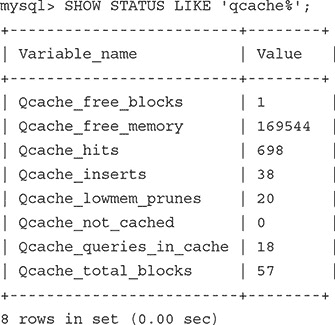 mysql> SHOW STATUS LIKE 'qcache%';
+-------------------------+--------+
| Variable_name           | Value  |
+-------------------------+--------+
| Qcache_free_blocks      | 1      |
| Qcache_free_memory      | 169544 |
| Qcache_hits             | 698    |
| Qcache_inserts          | 38     |
| Qcache_lowmem_prunes    | 20     |
| Qcache_not_cached       | 0      |
| Qcache_queries_in_cache | 18     |
| Qcache_total_blocks     | 57     |
+-------------------------+--------+
8 rows in set (0.00 sec)